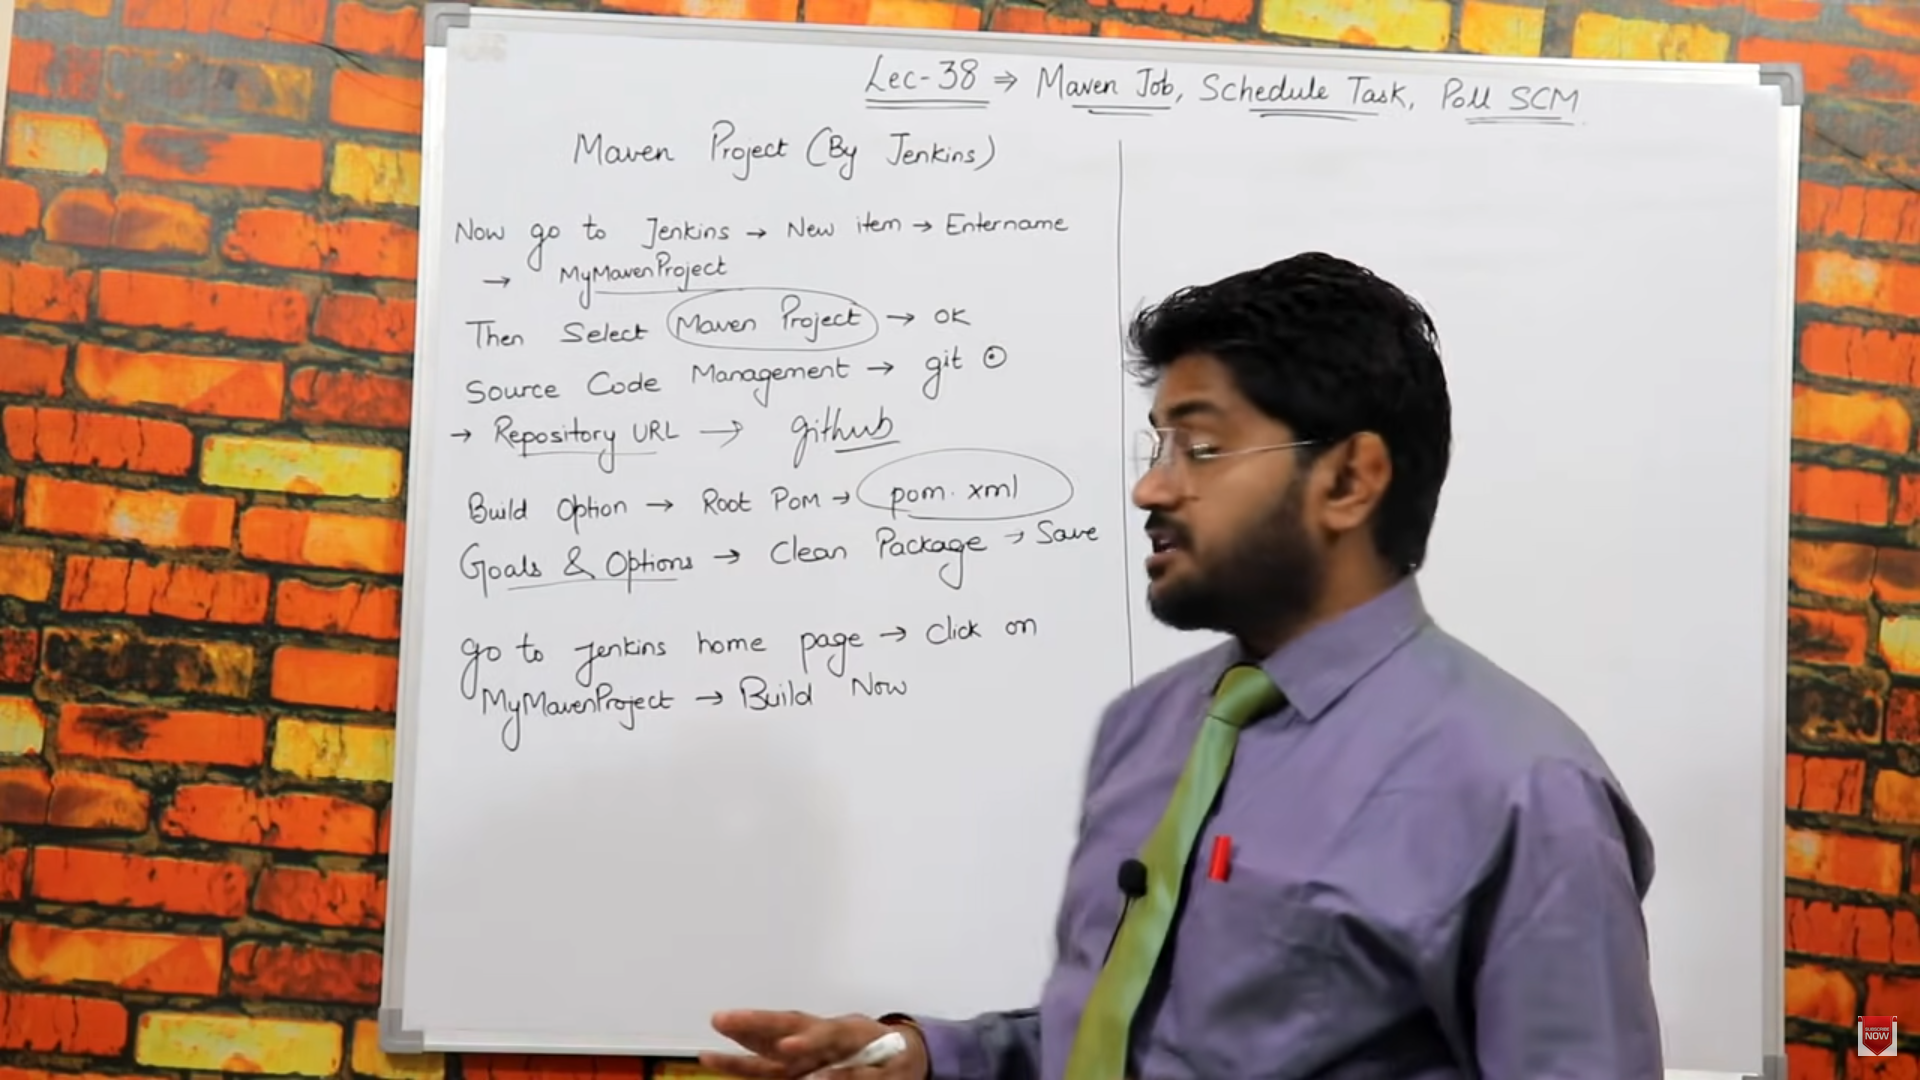 Lec-38 ⇒ Maven Job, Schedule Task, Poll SCM
Maven Project (By Jenkins)
Now go to Jenkins → New item → Entername
→ MyMavenProject
Then Select Maven Project → OK
Source Code Management → git ⊙
→ Repository URL → github
Build Option → Root POM → pom.xml
Goals & Options → Clean Package → Save
go to jenkins home page → Click on
MyMavenProject → Build Now
SUBSCRIBE
NOW